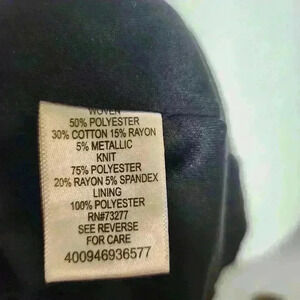 WOVEN
50% POLYESTER
30% COTTON 15% RAYON
5% METALLIC
KNIT
75% POLYESTER
20% RAYON 5% SPANDEX
LINING
100% POLYESTER
RN#73277
SEE REVERSE
FOR CARE
400946936577